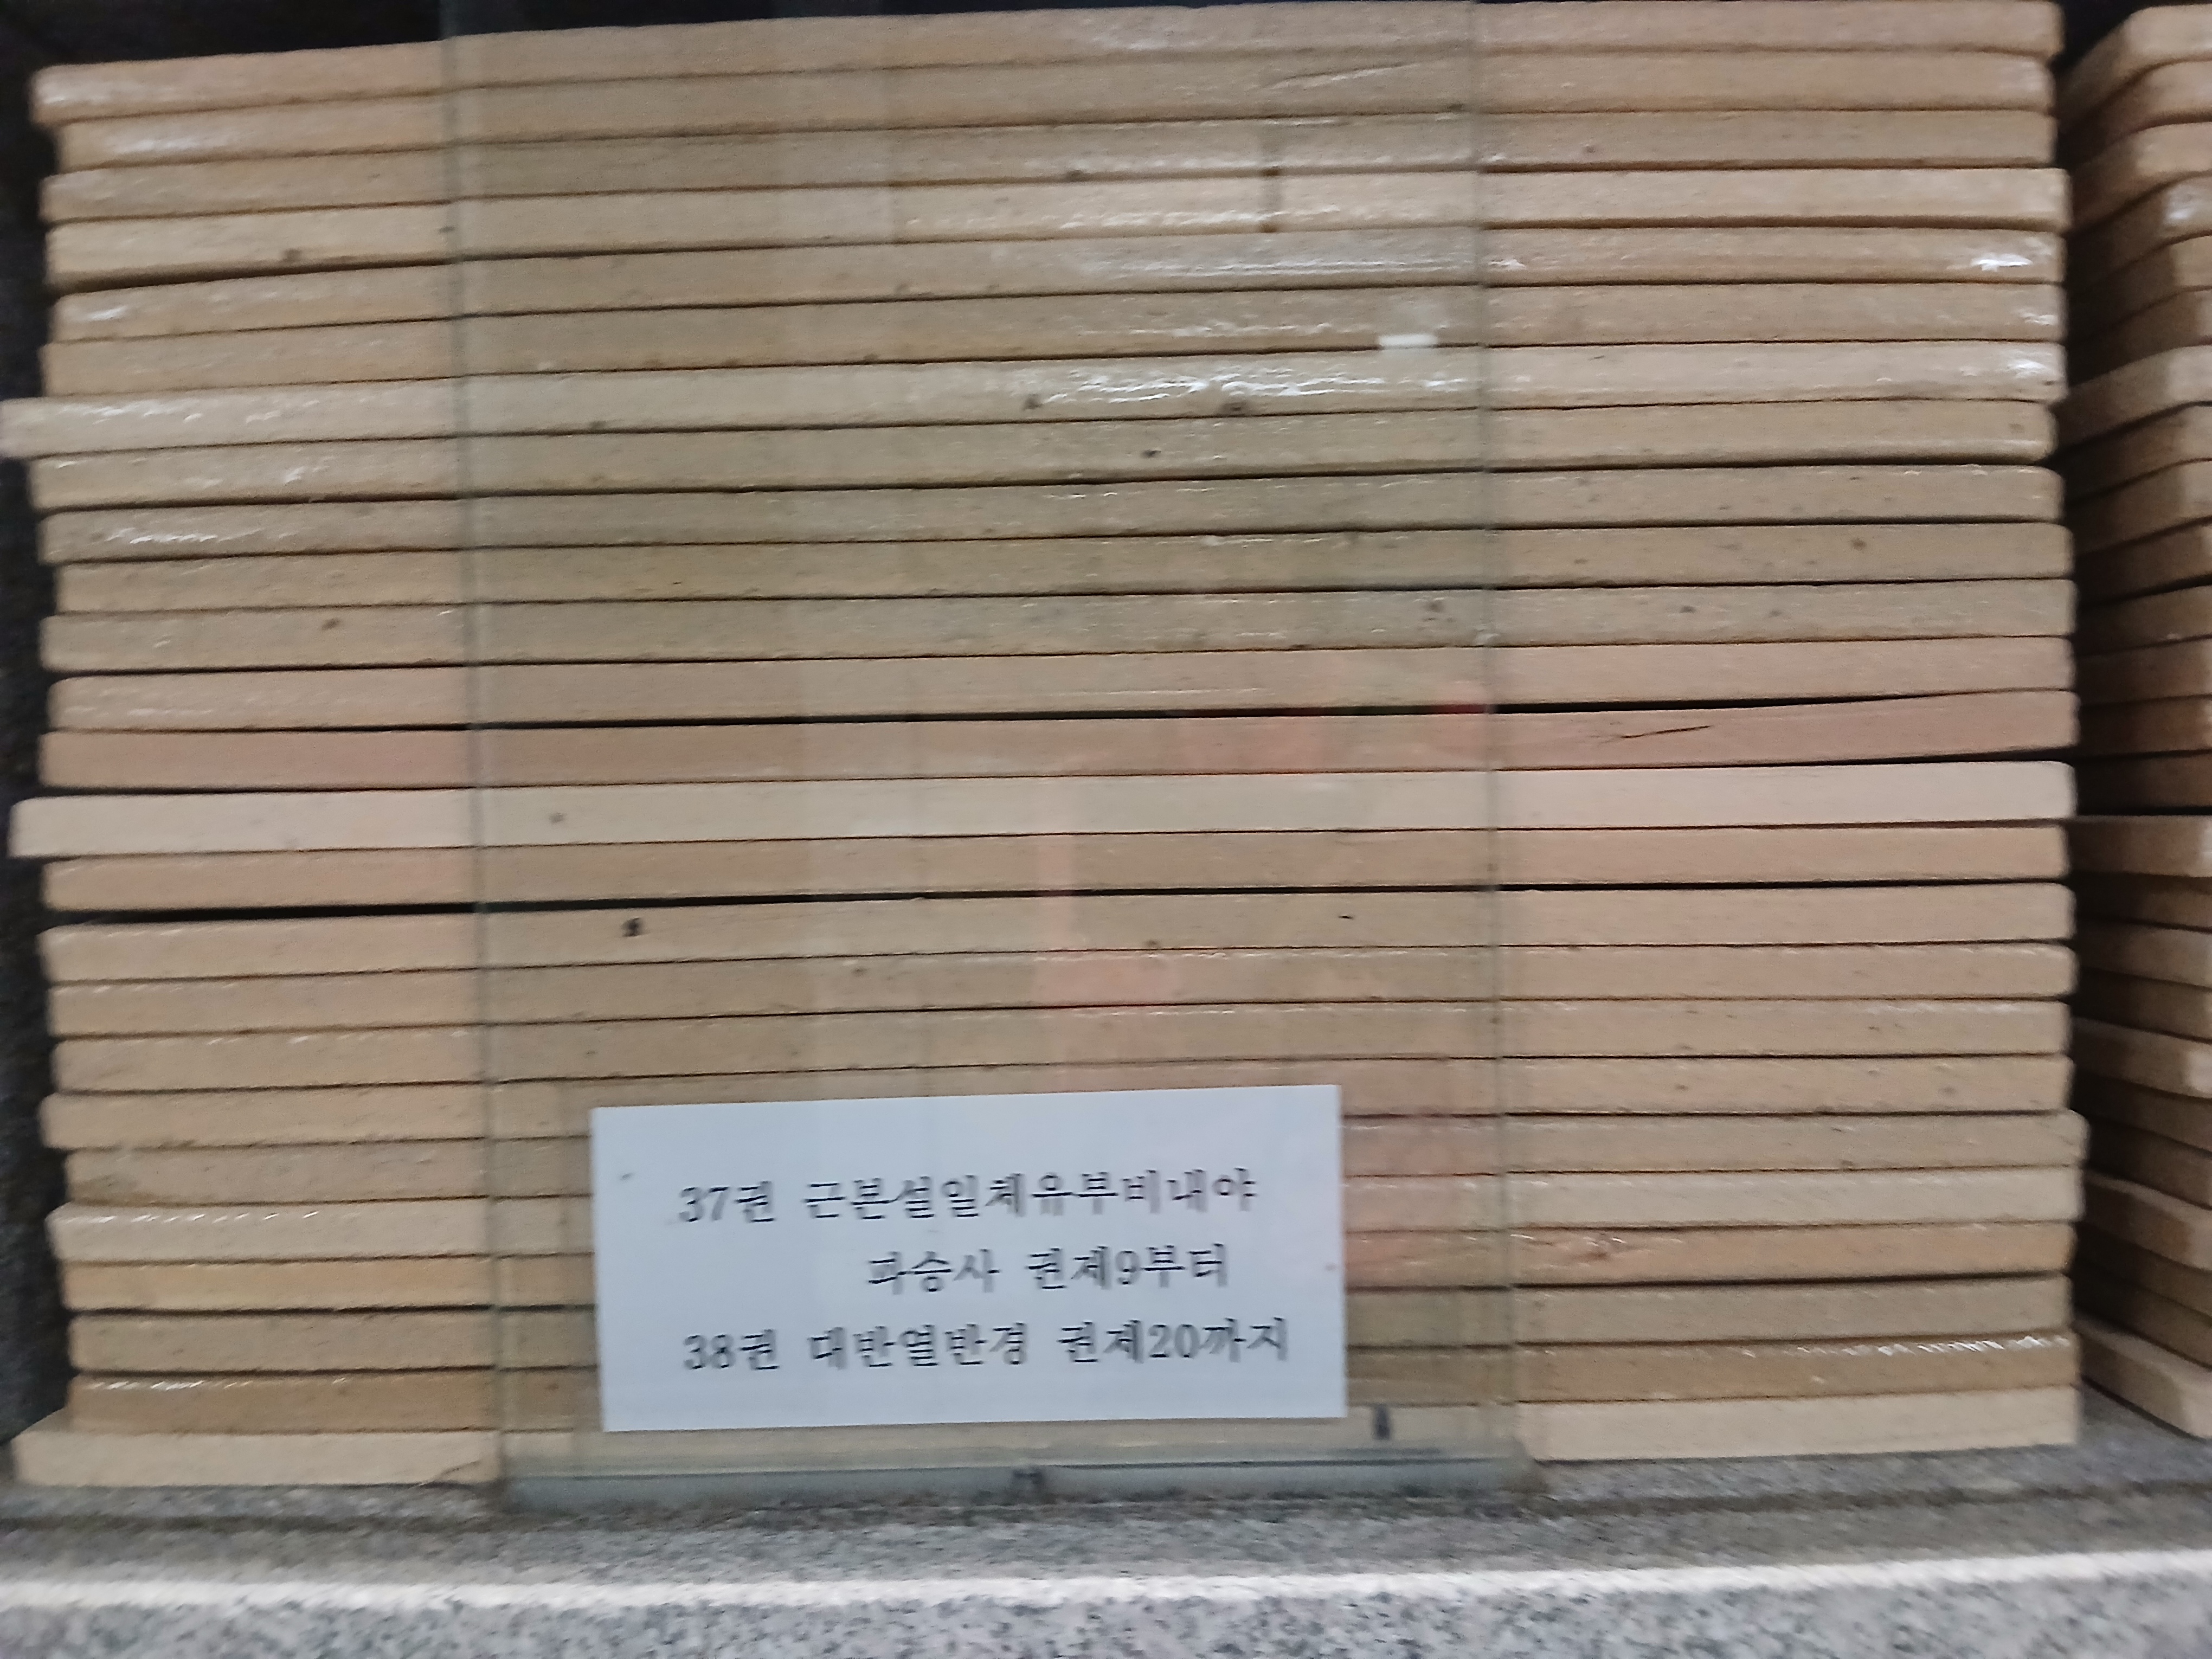 37권 근본설일체유부비내야
파승사 권제9부터
38권 대반열반경 권제20까지